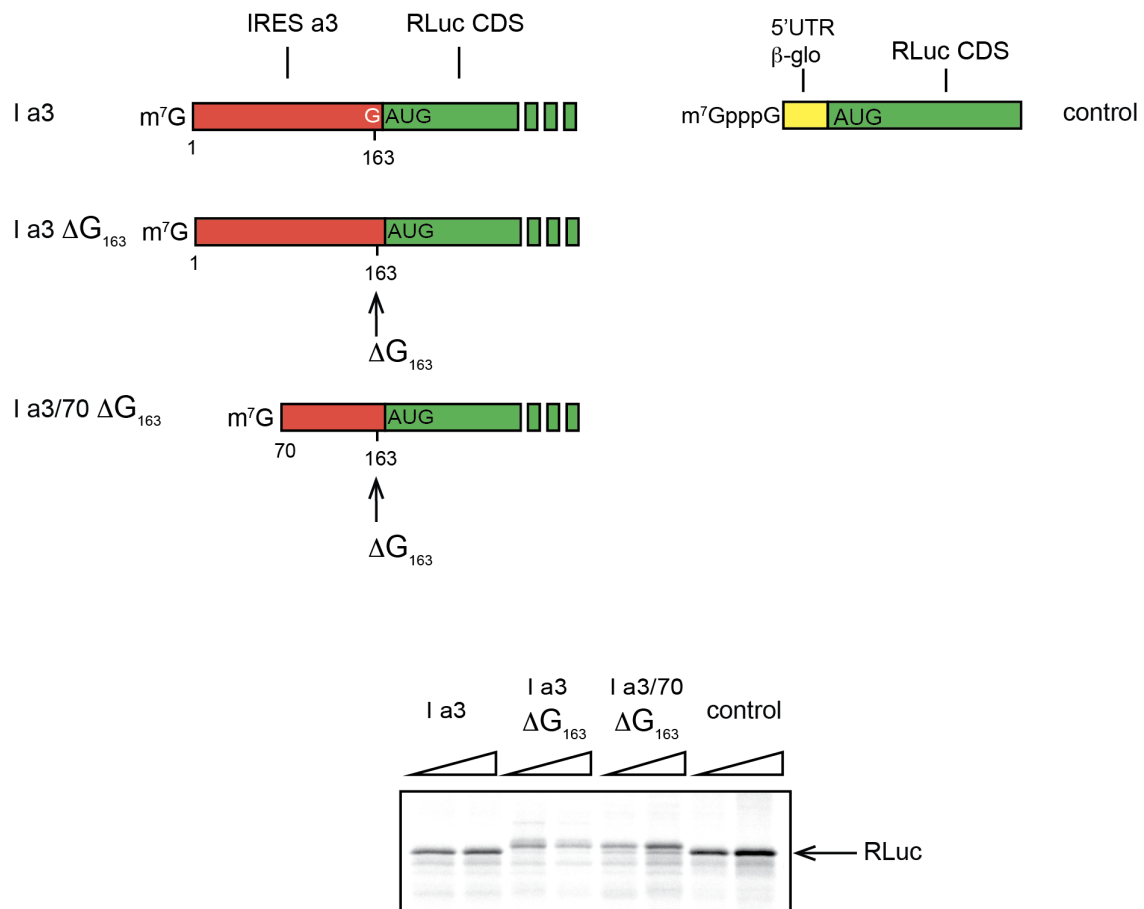 IRES a3 RLuc CDS
5'UTR
β-glo RLuc CDS
I a3 m⁷G G AUG
1 163
m⁷GpppG AUG control
I a3 ΔG₁₆₃ m⁷G AUG
1 163
ΔG₁₆₃
I a3/70 ΔG₁₆₃ m⁷G AUG
70 163
ΔG₁₆₃
I a3 I a3 ΔG₁₆₃ I a3/70 ΔG₁₆₃ control
RLuc